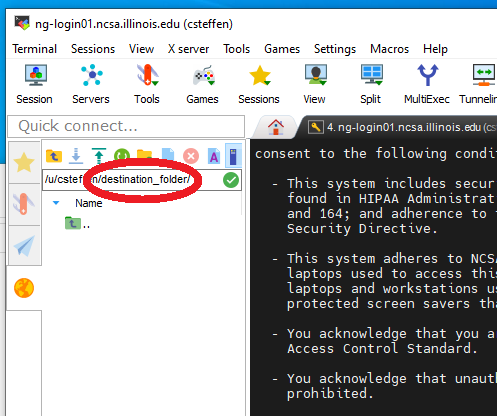 ng-login01.ncsa.illinois.edu (csteffen)
Terminal Sessions View X server Tools Games Settings Macros Help
Session Servers Tools Games Sessions View Split MultiExec Tunneling
Quick connect...
4. ng-login01.ncsa.illinois.edu (cs
/u/csteffen/destination_folder/
Name
..
consent to the following condi
- This system includes secur
found in HIPAA Administrat
and 164; and adherence to
Security Directive.
- This system adheres to NCSA
laptops used to access this
laptops and workstations us
protected screen savers tha
- You acknowledge that you a
Access Control Standard.
- You acknowledge that unaut
prohibited.